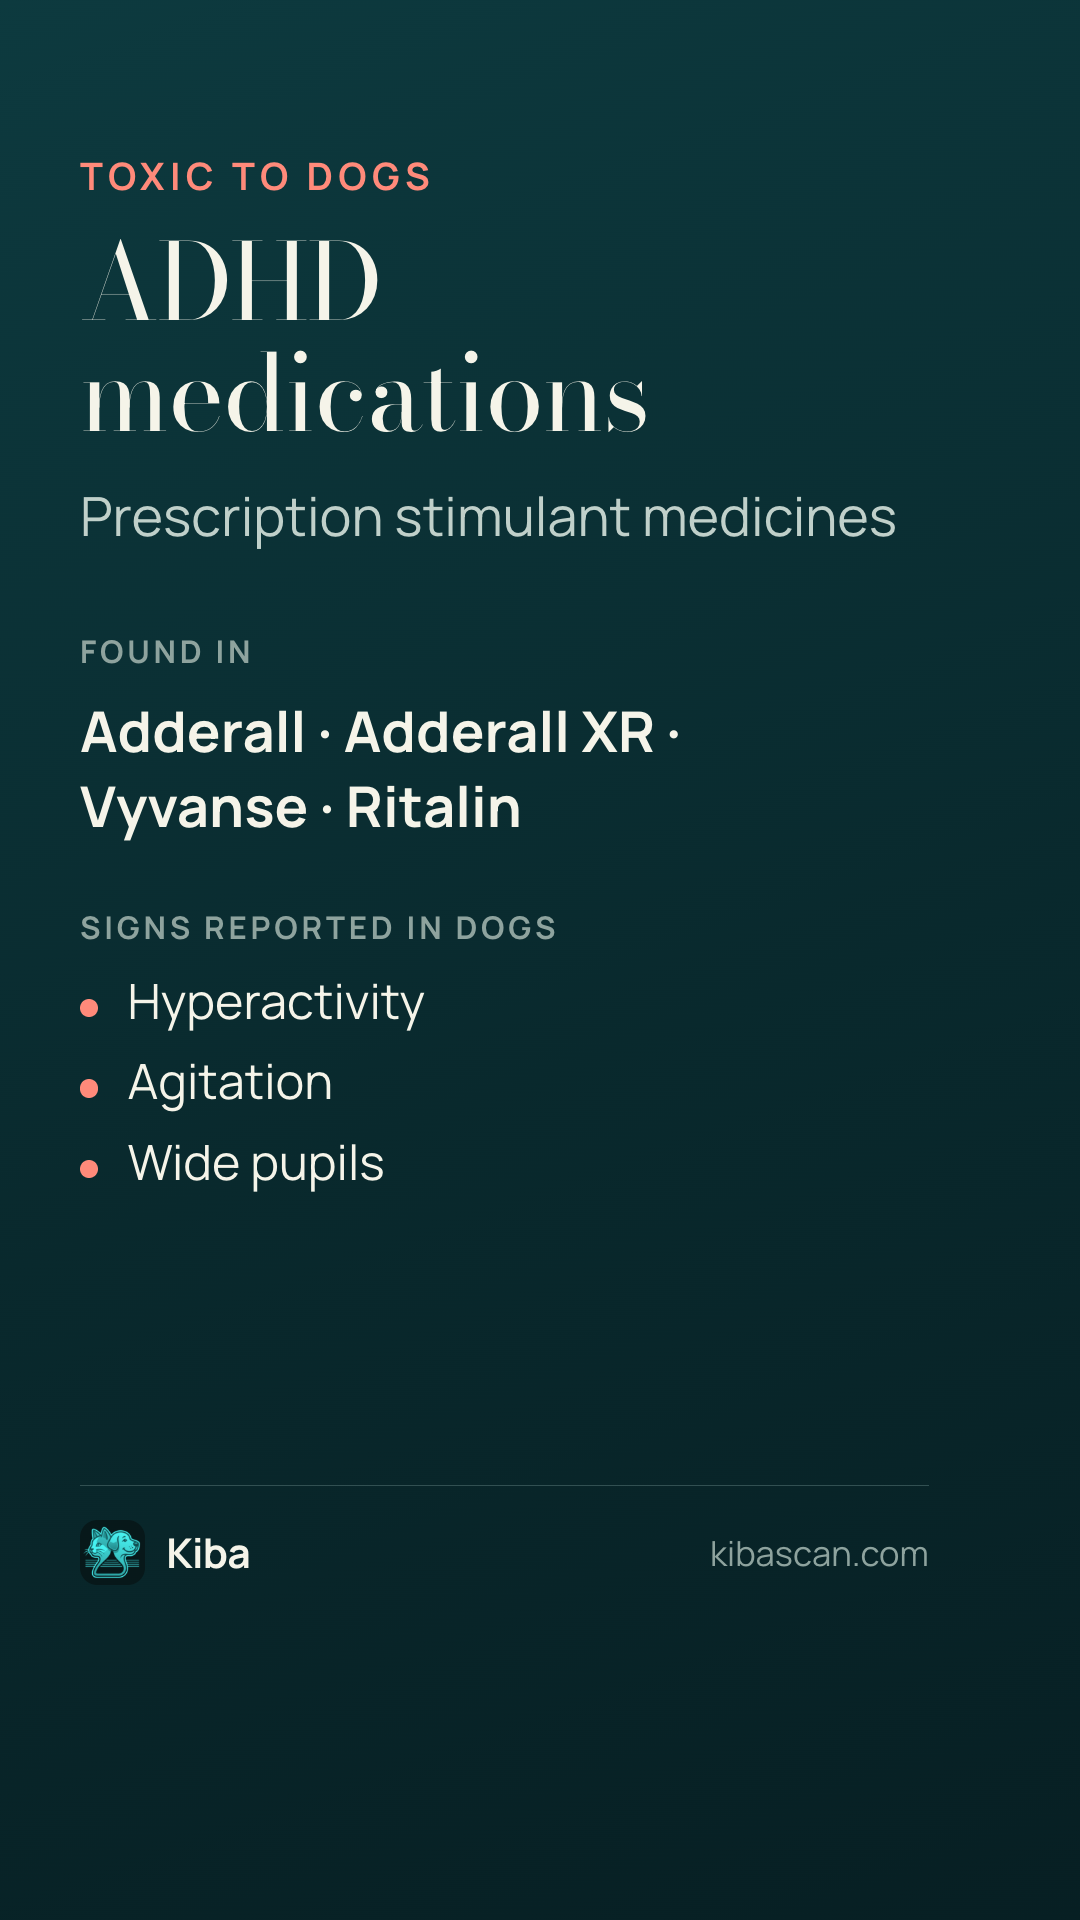 TOXIC TO DOGS
ADHD
medications
Prescription stimulant medicines
FOUND IN
Adderall · Adderall XR ·
Vyvanse · Ritalin
SIGNS REPORTED IN DOGS
Hyperactivity
Agitation
Wide pupils
Kiba
kibascan.com